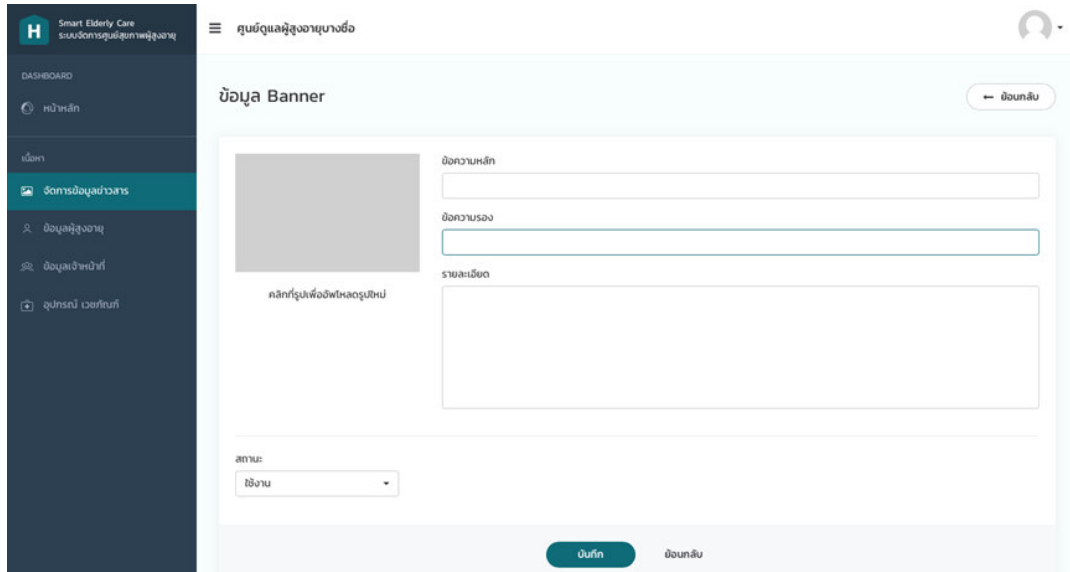 H
Smart Elderly Care
ระบบจัดการศูนย์สุขภาพผู้สูงอายุ
ศูนย์ดูแลผู้สูงอายุบางซื่อ
DASHBOARD
หน้าหลัก
เนื้อหา
จัดการข้อมูลข่าวสาร
ข้อมูลผู้สูงอายุ
ข้อมูลเจ้าหน้าที่
อุปกรณ์ เวชภัณฑ์
ข้อมูล Banner
← ย้อนกลับ
คลิกที่รูปเพื่ออัพโหลดรูปใหม่
ข้อความหลัก
ข้อความรอง
รายละเอียด
สถานะ:
ใช้งาน
บันทึก
ย้อนกลับ